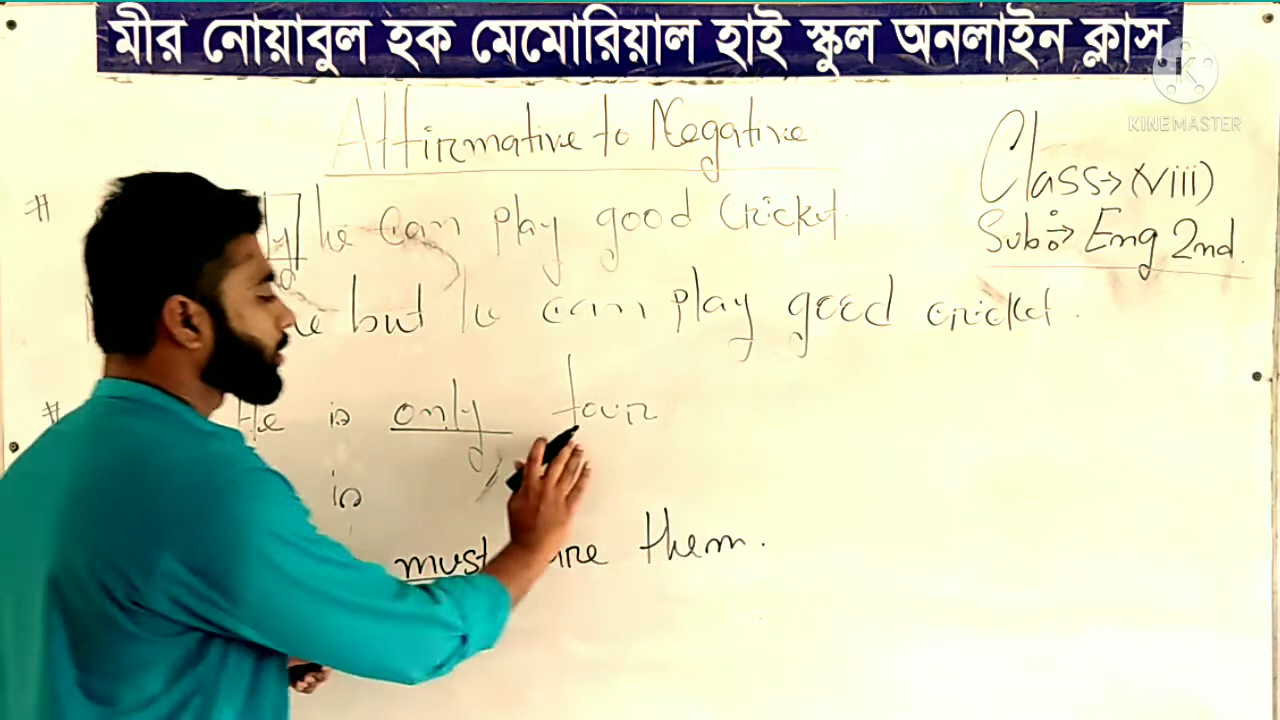 মীর নোয়াবুল হক মেমোরিয়াল হাই স্কুল অনলাইন ক্লাস
KINEMASTER
Affirmative to Negative
Class→(viii)
Sub:→ Eng 2nd.
# he can play good Cricket.
but he can play good cricket.
# He is only four
is
must them.